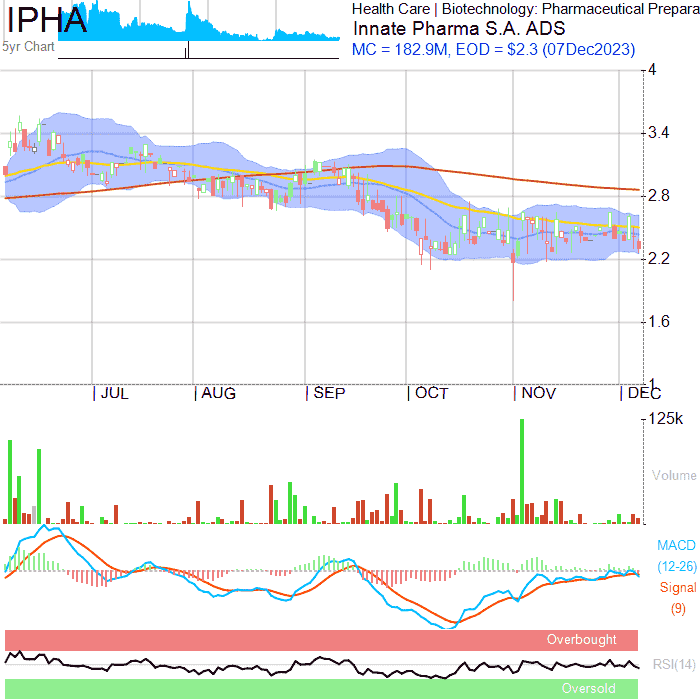 IPHA
5yr Chart
Health Care | Biotechnology: Pharmaceutical Prepara
Innate Pharma S.A. ADS
MC = 182.9M, EOD = $2.3 (07Dec2023)
4
3.4
2.8
2.2
1.6
1
JUL AUG SEP OCT NOV DEC
125k
Volume
MACD
(12-26)
Signal
(9)
Overbought
RSI(14)
Oversold